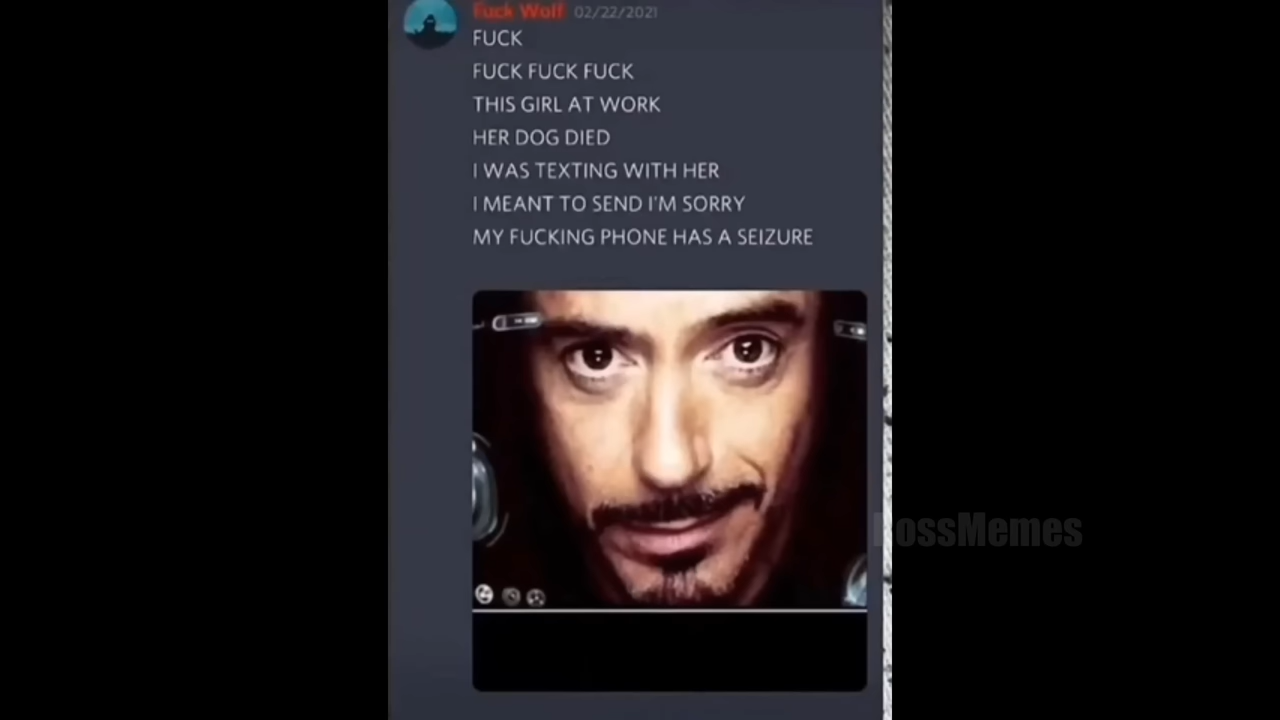 Fuck Wolf 02/22/2021
FUCK
FUCK FUCK FUCK
THIS GIRL AT WORK
HER DOG DIED
I WAS TEXTING WITH HER
I MEANT TO SEND I'M SORRY
MY FUCKING PHONE HAS A SEIZURE
BossMemes